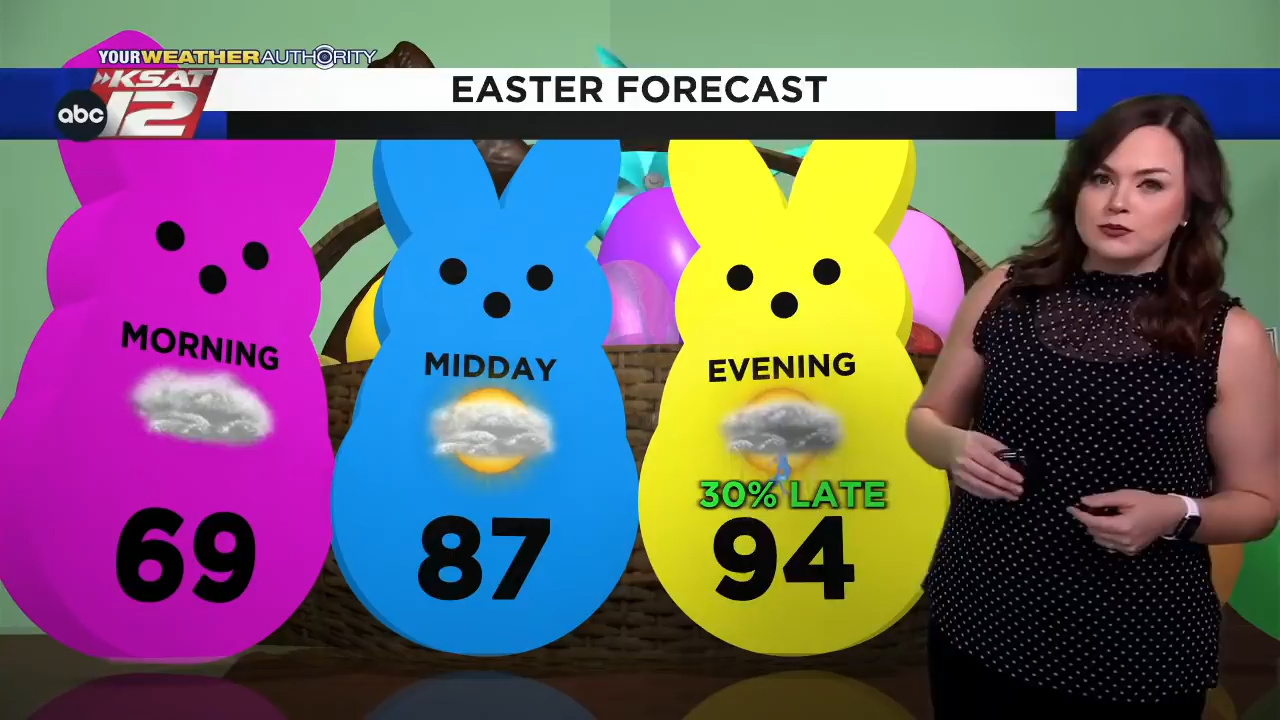 YOUR WEATHER AUTHORITY
KSAT
abc 12
EASTER FORECAST
MORNING
69
MIDDAY
87
EVENING
30% LATE
94